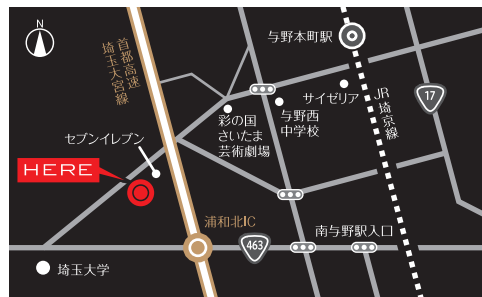 N
首都高速
埼玉大宮線
与野本町駅
サイゼリア
JR埼京線
17
彩の国
さいたま
芸術劇場
与野西
中学校
セブンイレブン
HERE
浦和北IC
463
南与野駅入口
埼玉大学